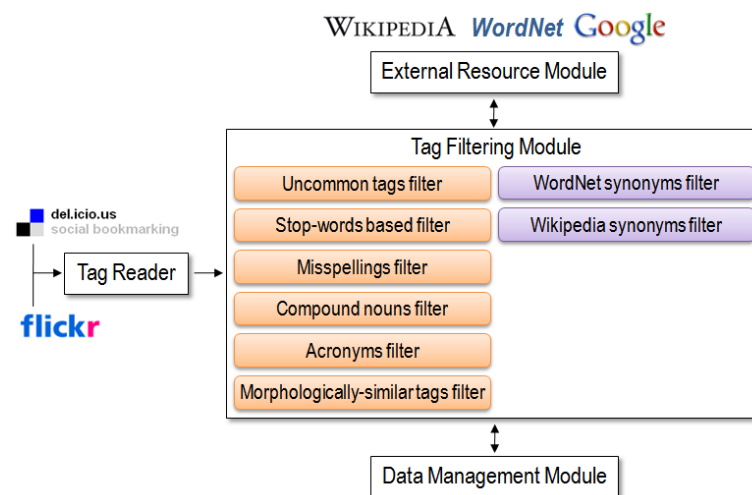 WIKIPEDIA WordNet Google
External Resource Module
Tag Filtering Module
Uncommon tags filter
WordNet synonyms filter
Stop-words based filter
Wikipedia synonyms filter
Misspellings filter
Compound nouns filter
Acronyms filter
Morphologically-similar tags filter
del.icio.us
social bookmarking
Tag Reader
flickr
Data Management Module